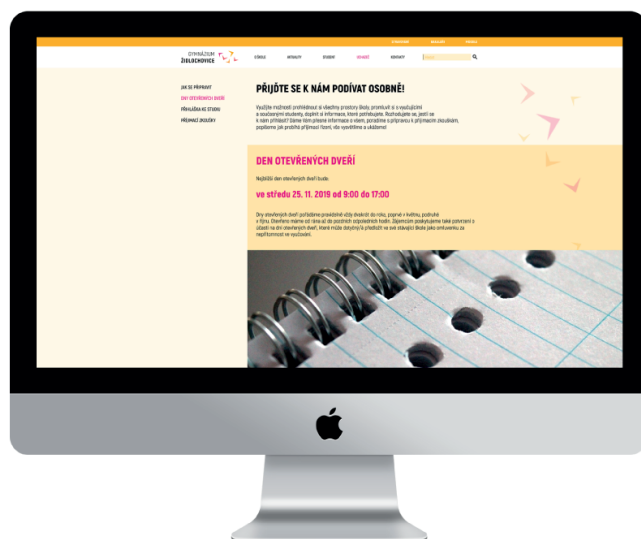 GYMNÁZIUM
ŽIDLOCHOVICE
O ŠKOLE
AKTUALITY
STUDIUM
UCHAZEČI
KONTAKTY
JAK SE PŘIPRAVIT
DNY OTEVŘENÝCH DVEŘÍ
PŘIHLÁŠKA KE STUDIU
PŘIJÍMACÍ ZKOUŠKY
PŘIJĎTE SE K NÁM PODÍVAT OSOBNĚ!
Využijte možnosti prohlédnout si všechny prostory školy, promluvit si s vyučujícími
a současnými studenty, doplnit si informace, které potřebujete. Rozhodujete se, jestli se
k nám přihlásit? Dáme Vám přesné informace o všem, poradíme s přípravou k přijímacím zkouškám,
popíšeme jak probíhá přijímací řízení, vše vysvětlíme a ukážeme!
DEN OTEVŘENÝCH DVEŘÍ
Nejbližší den otevřených dveří bude:
ve středu 25. 11. 2019 od 9:00 do 17:00
Dny otevřených dveří pořádáme pravidelně vždy dvakrát do roka, poprvé v květnu, podruhé
v říjnu. Otevřeno máme od rána až do pozdních odpoledních hodin. Zájemcům poskytujeme také potvrzení o
účasti na dni otevřených dveří, které může dotyčný/á předložit ve své stávající škole jako omluvenku za
nepřítomnost ve vyučování.